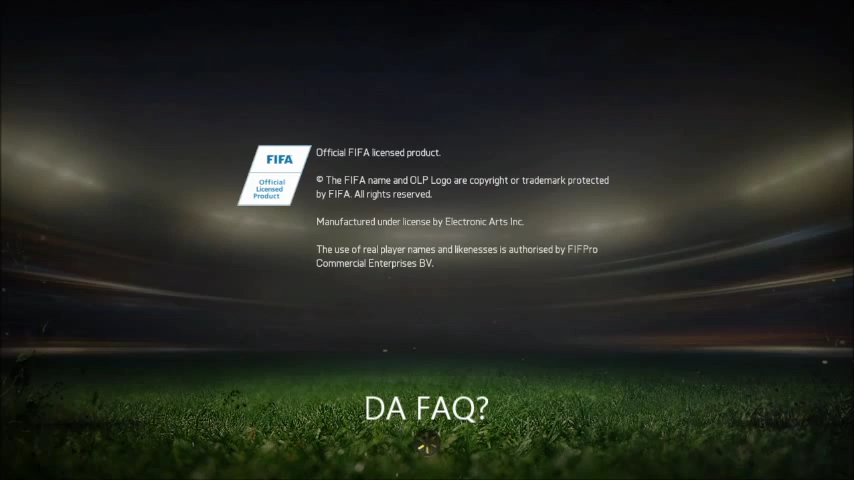 FIFA
Official
Licensed
Product
Official FIFA licensed product.
© The FIFA name and OLP Logo are copyright or trademark protected
by FIFA. All rights reserved.
Manufactured under license by Electronic Arts Inc.
The use of real player names and likenesses is authorised by FIFPro
Commercial Enterprises BV.
DA FAQ?